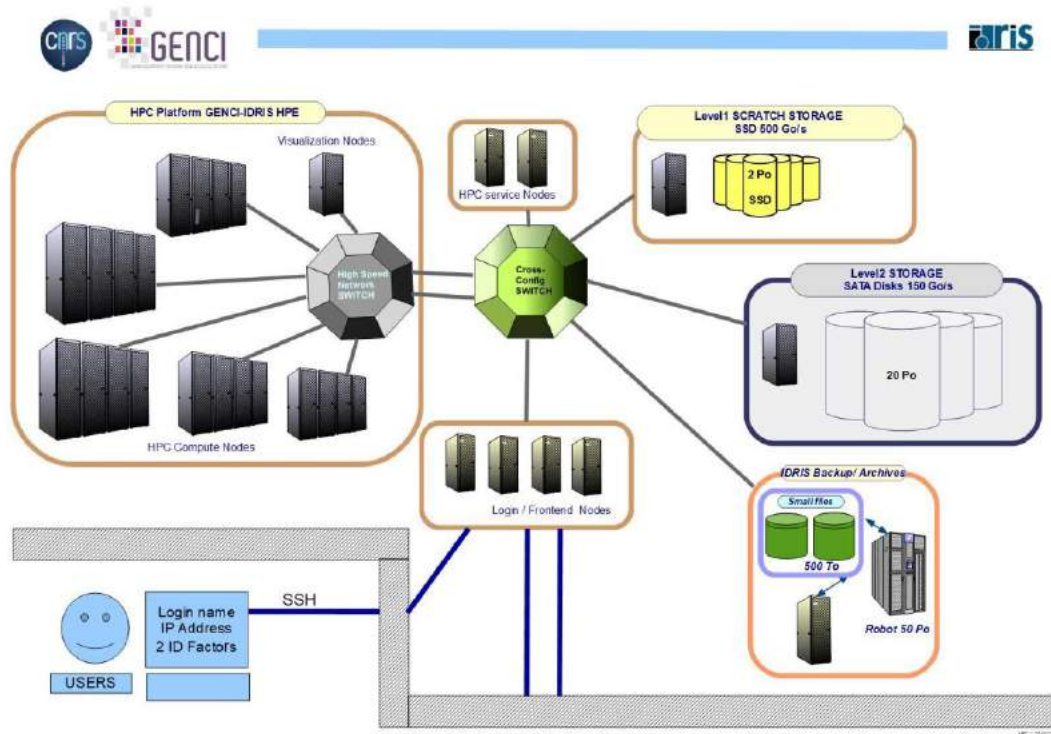 cnrs
GENCI
idris
HPC Platform GENCI-IDRIS HPE
Visualization Nodes
High Speed
Network
SWITCH
HPC Compute Nodes
HPC service Nodes
Cross-
Config
SWITCH
Level1 SCRATCH STORAGE
SSD 500 Go/s
2 Po
SSD
Level2 STORAGE
SATA Disks 150 Go/s
20 Po
Login / Frontend Nodes
IDRIS Backup/ Archives
Small files
500 To
Robot 50 Po
SSH
Login name
IP Address
2 ID Factors
USERS